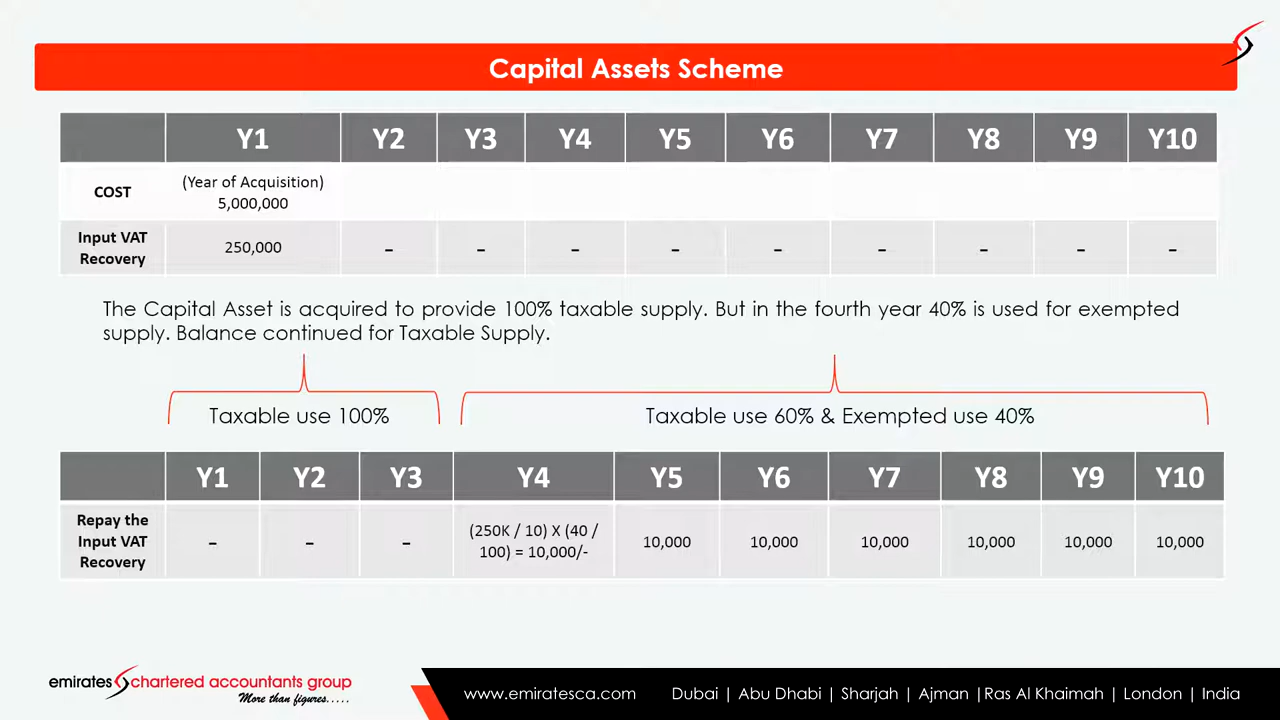 Capital Assets Scheme
Y1 Y2 Y3 Y4 Y5 Y6 Y7 Y8 Y9 Y10
COST
(Year of Acquisition)
5,000,000
Input VAT
Recovery
250,000 - - - - - - - - -
The Capital Asset is acquired to provide 100% taxable supply. But in the fourth year 40% is used for exempted
supply. Balance continued for Taxable Supply.
Taxable use 100%
Taxable use 60% & Exempted use 40%
Y1 Y2 Y3 Y4 Y5 Y6 Y7 Y8 Y9 Y10
Repay the
Input VAT
Recovery
- - -
(250K / 10) X (40 /
100) = 10,000/-
10,000 10,000 10,000 10,000 10,000 10,000
emirates chartered accountants group
More than figures.....
www.emiratesca.com Dubai | Abu Dhabi | Sharjah | Ajman |Ras Al Khaimah | London | India